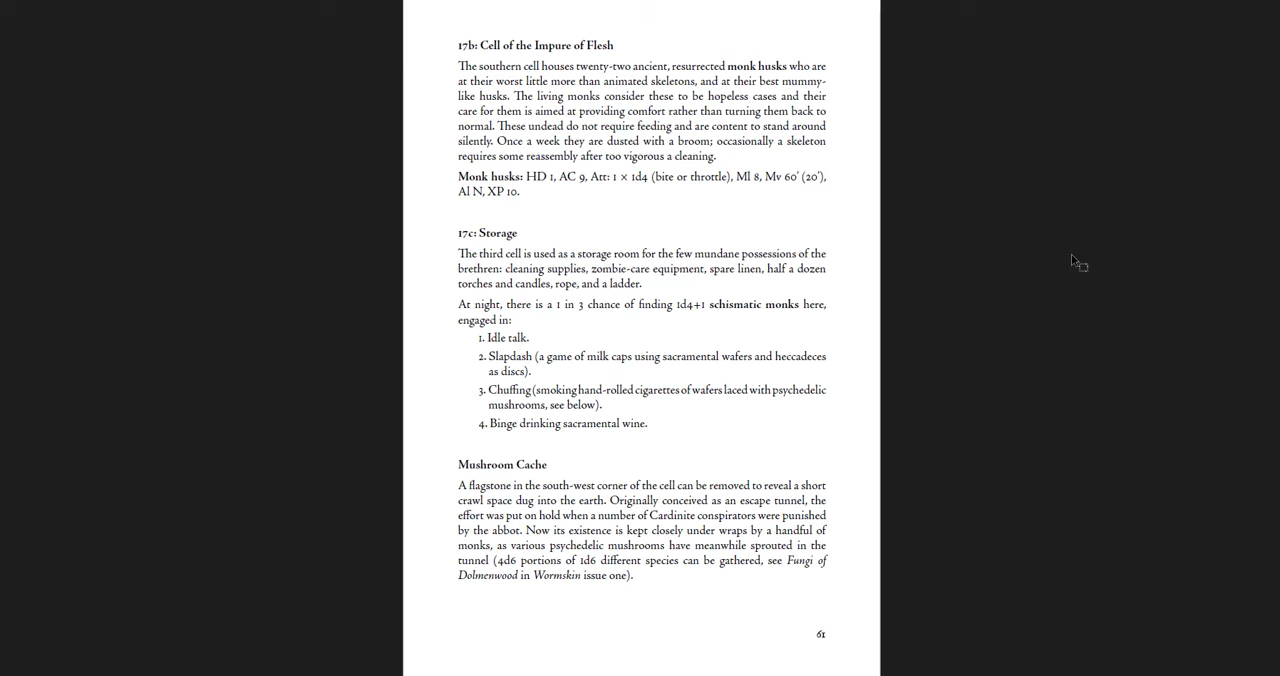 17b: Cell of the Impure of Flesh
The southern cell houses twenty-two ancient, resurrected monk husks who are
at their worst little more than animated skeletons, and at their best mummy-
like husks. The living monks consider these to be hopeless cases and their
care for them is aimed at providing comfort rather than turning them back to
normal. These undead do not require feeding and are content to stand around
silently. Once a week they are dusted with a broom; occasionally a skeleton
requires some reassembly after too vigorous a cleaning.
Monk husks: HD 1, AC 9, Att: 1 × 1d4 (bite or throttle), Ml 8, Mv 60' (20'),
Al N, XP 10.
17c: Storage
The third cell is used as a storage room for the few mundane possessions of the
brethren: cleaning supplies, zombie-care equipment, spare linen, half a dozen
torches and candles, rope, and a ladder.
At night, there is a 1 in 3 chance of finding 1d4+1 schismatic monks here,
engaged in:
1. Idle talk.
2. Slapdash (a game of milk caps using sacramental wafers and heccadeces
as discs).
3. Chuffing (smoking hand-rolled cigarettes of wafers laced with psychedelic
mushrooms, see below).
4. Binge drinking sacramental wine.
Mushroom Cache
A flagstone in the south-west corner of the cell can be removed to reveal a short
crawl space dug into the earth. Originally conceived as an escape tunnel, the
effort was put on hold when a number of Cardinite conspirators were punished
by the abbot. Now its existence is kept closely under wraps by a handful of
monks, as various psychedelic mushrooms have meanwhile sprouted in the
tunnel (4d6 portions of 1d6 different species can be gathered, see Fungi of
Dolmenwood in Wormskin issue one).
61